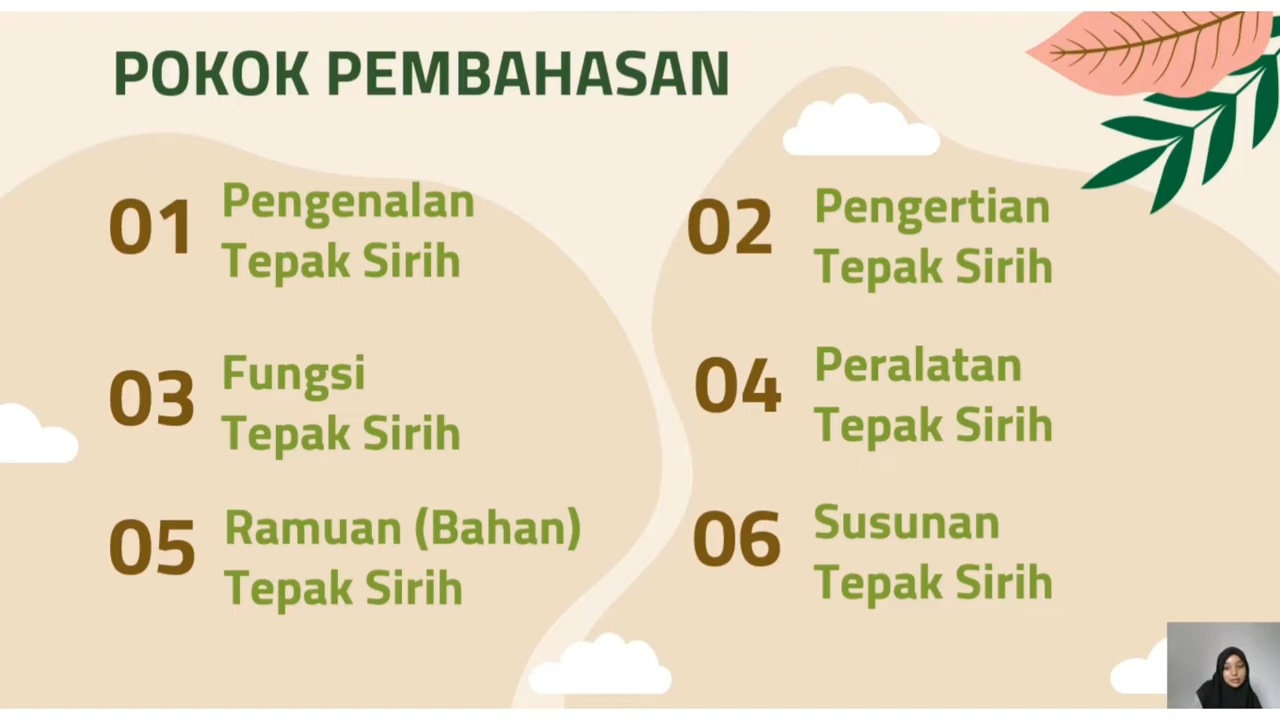 POKOK PEMBAHASAN
01
Pengenalan
Tepak Sirih
02
Pengertian
Tepak Sirih
03
Fungsi
Tepak Sirih
04
Peralatan
Tepak Sirih
05
Ramuan (Bahan)
Tepak Sirih
06
Susunan
Tepak Sirih